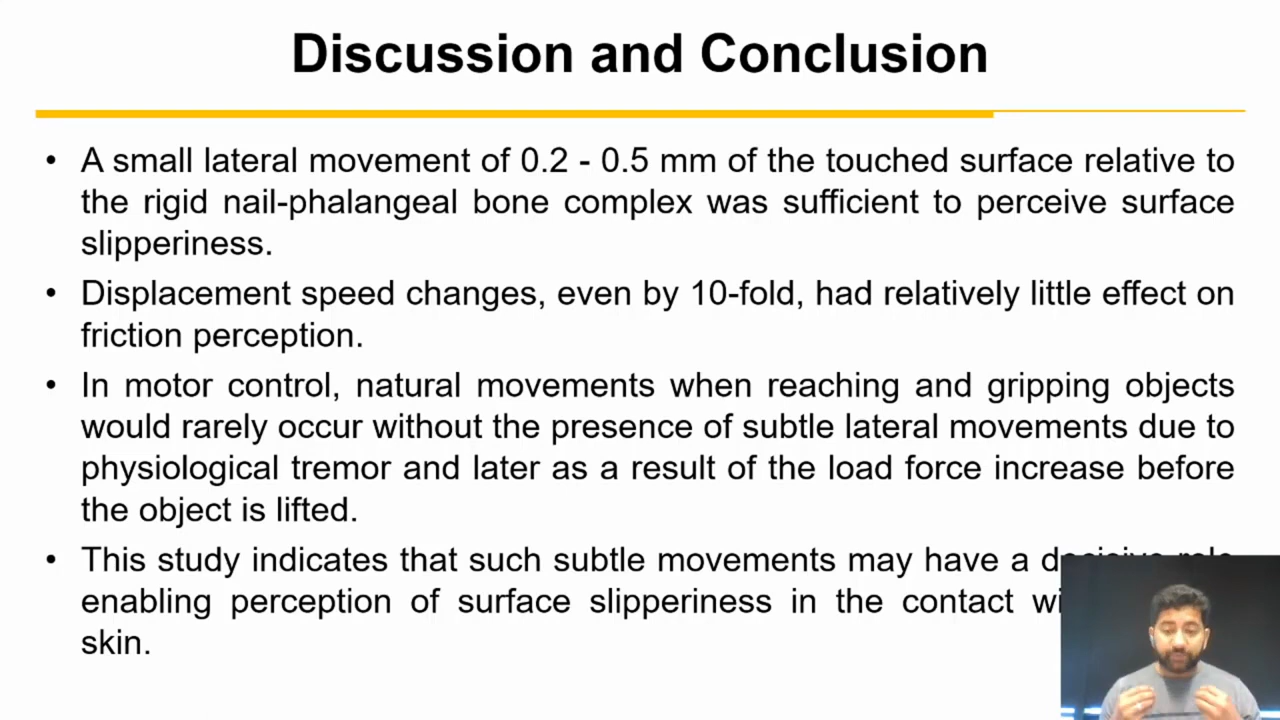 Discussion and Conclusion
• A small lateral movement of 0.2 - 0.5 mm of the touched surface relative to
the rigid nail-phalangeal bone complex was sufficient to perceive surface
slipperiness.
• Displacement speed changes, even by 10-fold, had relatively little effect on
friction perception.
• In motor control, natural movements when reaching and gripping objects
would rarely occur without the presence of subtle lateral movements due to
physiological tremor and later as a result of the load force increase before
the object is lifted.
• This study indicates that such subtle movements may have a decisive role
enabling perception of surface slipperiness in the contact
skin.